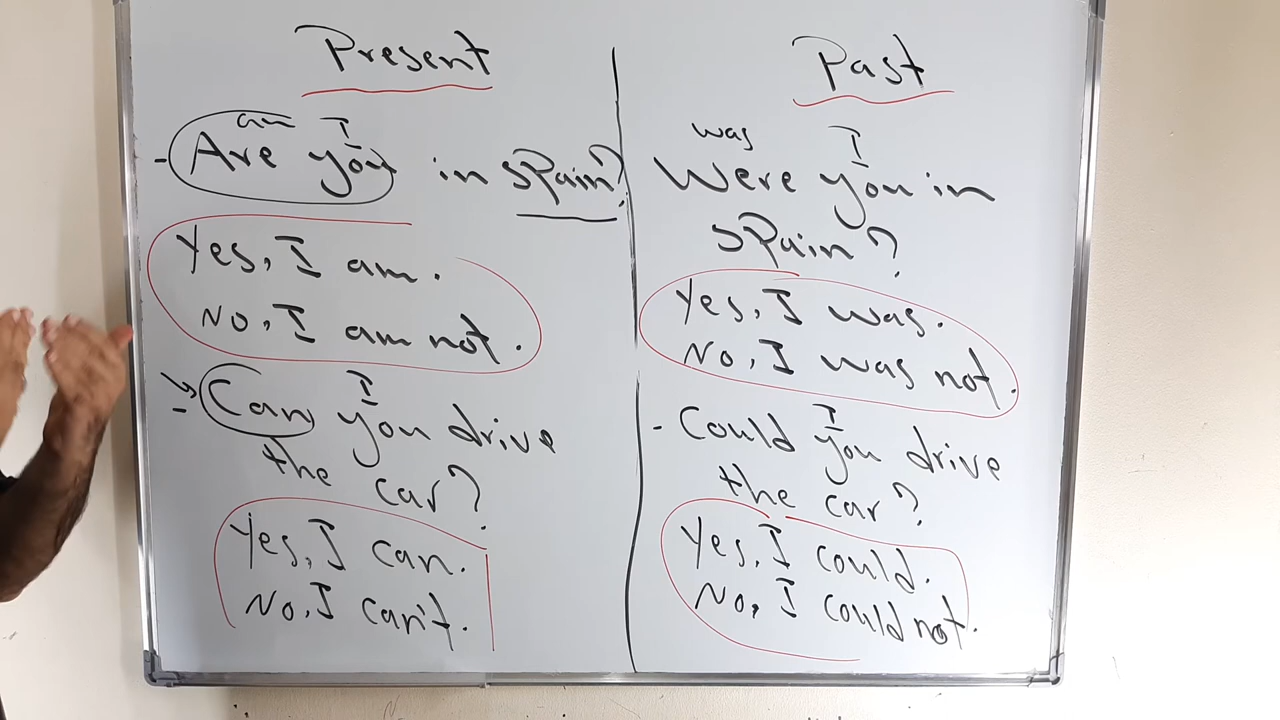 Present
am I
- Are you in spain?
Yes, I am.
No, I am not.
I
- Can you drive
the car?
Yes, I can.
No, I can't.
Past
was I
Were you in
spain?
Yes, I was.
No, I was not.
I
- Could you drive
the car?
Yes, I could.
No, I could not.